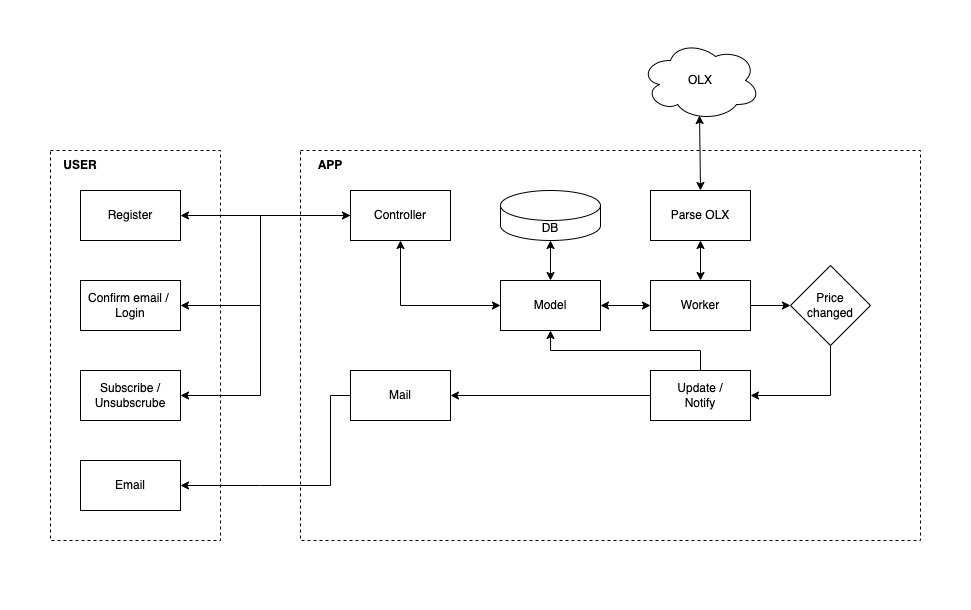 OLX
USER
APP
Register
Controller
DB
Parse OLX
Confirm email /
Login
Model
Worker
Price
changed
Subscribe /
Unsubscrube
Mail
Update /
Notify
Email